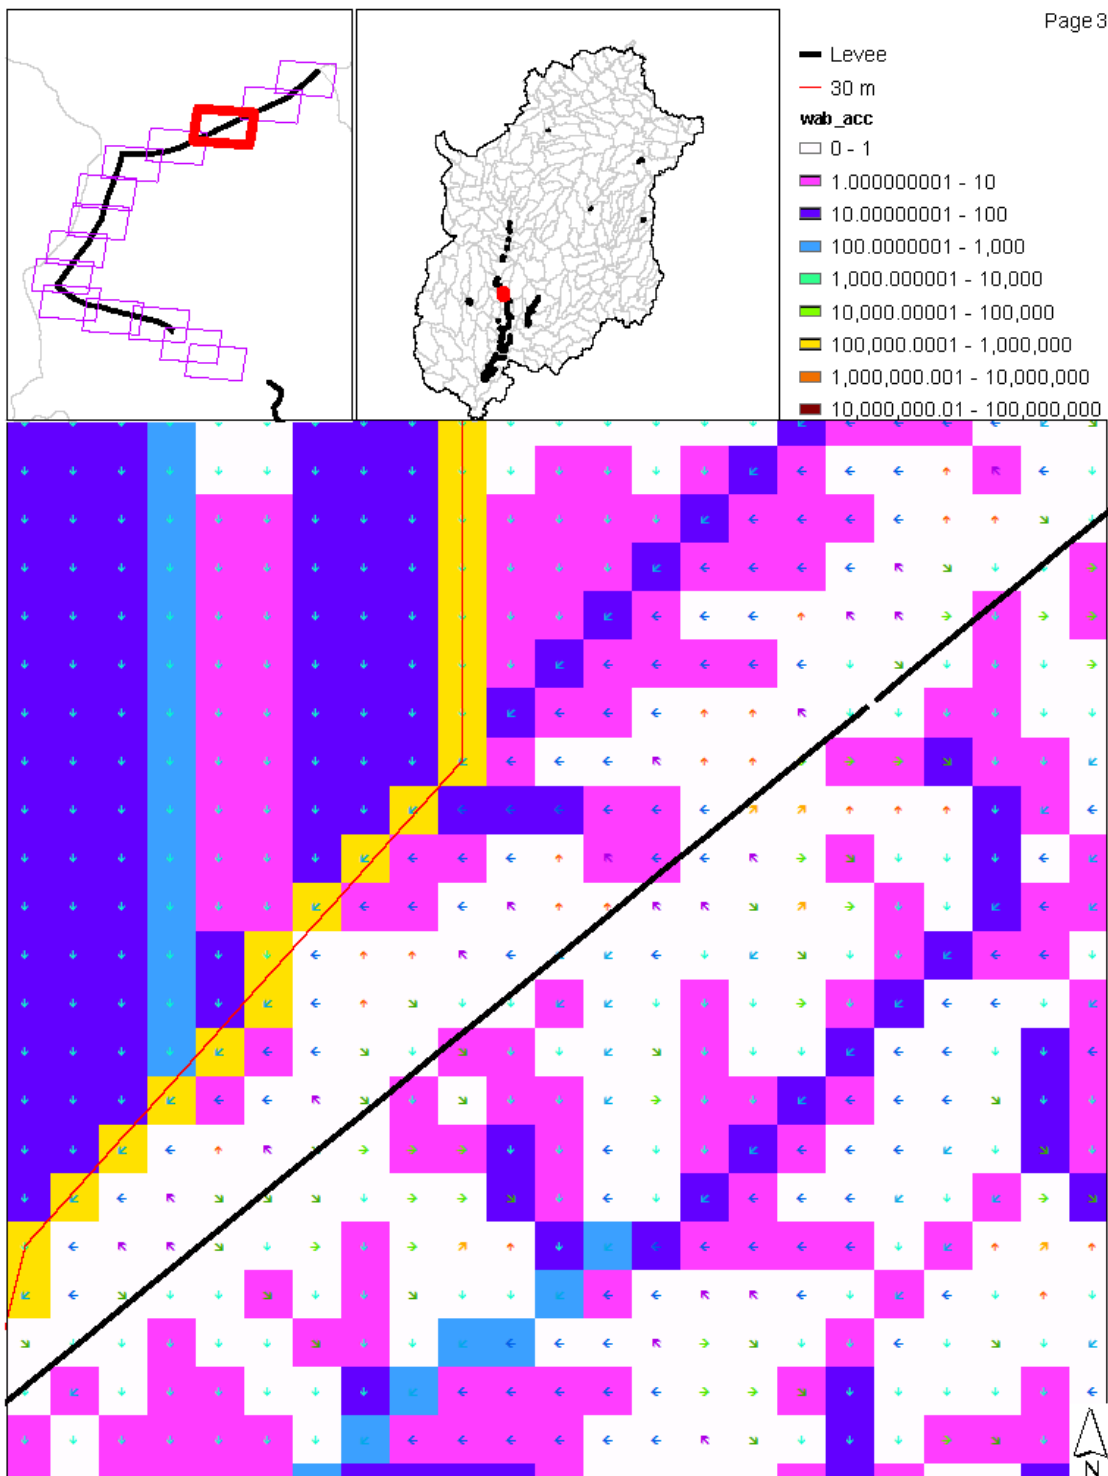 Page 3
Levee
30 m
wab_acc
0 - 1
1.000000001 - 10
10.00000001 - 100
100.0000001 - 1,000
1,000.000001 - 10,000
10,000.00001 - 100,000
100,000.0001 - 1,000,000
1,000,000.001 - 10,000,000
10,000,000.01 - 100,000,000
N